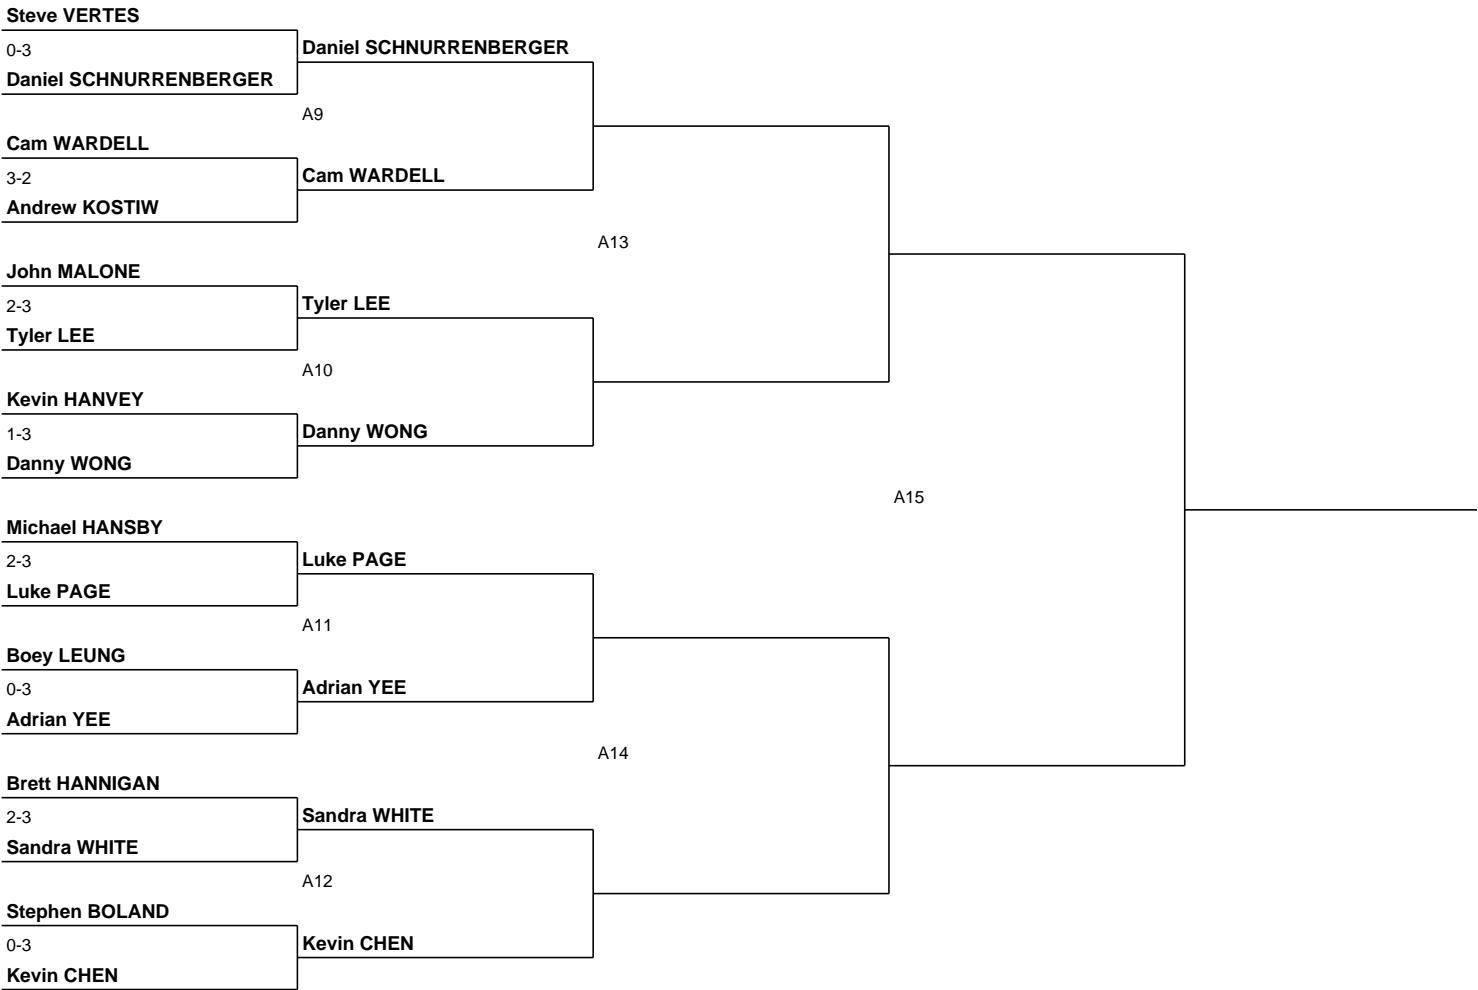 Steve VERTES
0-3
Daniel SCHNURRENBERGER
Cam WARDELL
3-2
Andrew KOSTIW
John MALONE
2-3
Tyler LEE
Kevin HANVEY
1-3
Danny WONG
Michael HANSBY
2-3
Luke PAGE
Boey LEUNG
0-3
Adrian YEE
Brett HANNIGAN
2-3
Sandra WHITE
Stephen BOLAND
0-3
Kevin CHEN
Daniel SCHNURRENBERGER
A9
Cam WARDELL
Tyler LEE
A10
Danny WONG
Luke PAGE
A11
Adrian YEE
Sandra WHITE
A12
Kevin CHEN
A13
A14
A15